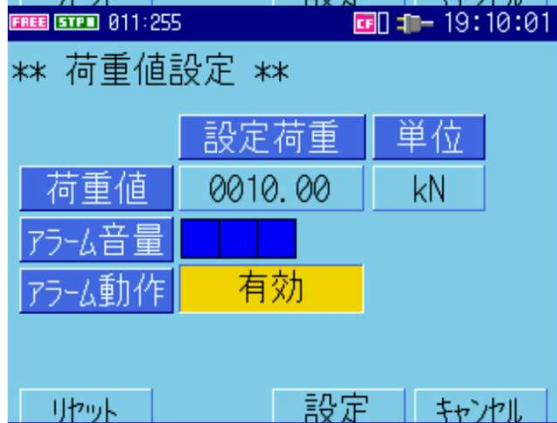 FREE STP 011:255 CF 19:10:01
** 荷重値設定 **
設定荷重 単位
荷重値 0010.00 kN
アラーム音量
アラーム動作 有効
リセット 設定 キャンセル